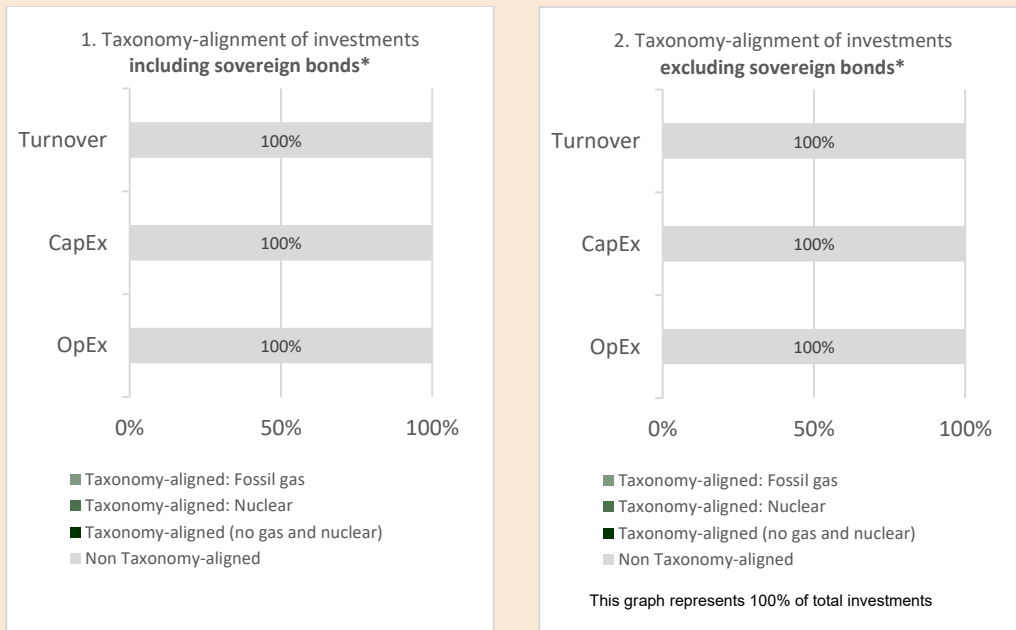 1. Taxonomy-alignment of investments
including sovereign bonds*
Turnover
100%
CapEx
100%
OpEx
100%
0% 50% 100%
Taxonomy-aligned: Fossil gas
Taxonomy-aligned: Nuclear
Taxonomy-aligned (no gas and nuclear)
Non Taxonomy-aligned
2. Taxonomy-alignment of investments
excluding sovereign bonds*
Turnover
100%
CapEx
100%
OpEx
100%
0% 50% 100%
Taxonomy-aligned: Fossil gas
Taxonomy-aligned: Nuclear
Taxonomy-aligned (no gas and nuclear)
Non Taxonomy-aligned
This graph represents 100% of total investments